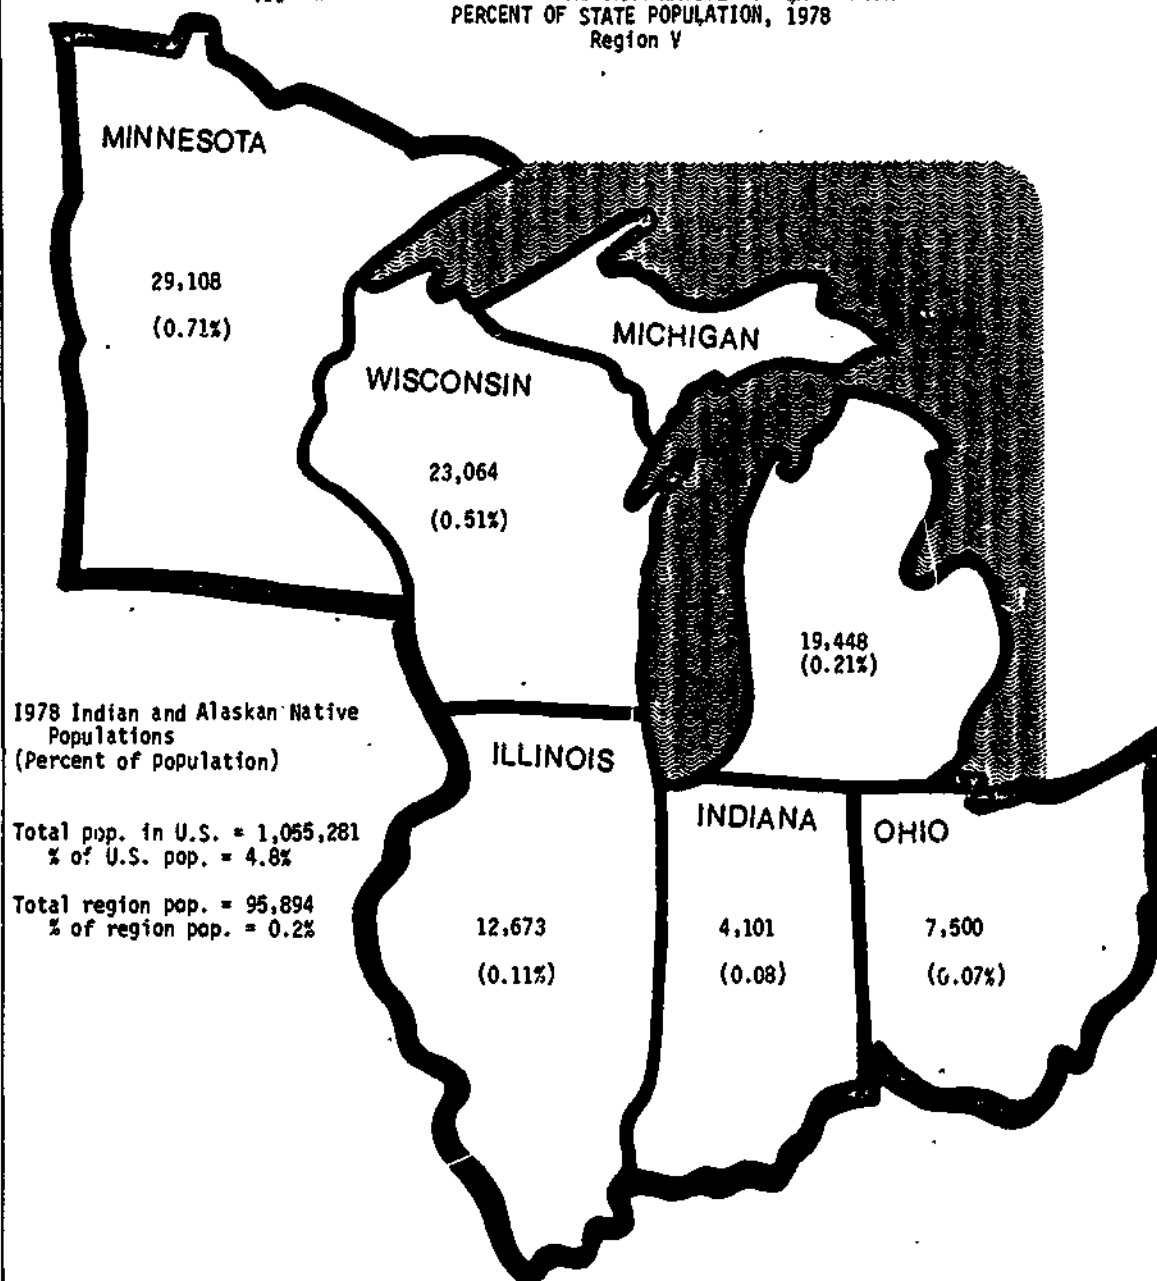 PERCENT OF STATE POPULATION, 1978
Region V
MINNESOTA
29,108
(0.71%)
MICHIGAN
WISCONSIN
23,064
(0.51%)
19,448
(0.21%)
1978 Indian and Alaskan Native
Populations
(Percent of Population)
ILLINOIS
INDIANA
OHIO
Total pop. in U.S. = 1,055,281
% of U.S. pop. = 4.8%
Total region pop. = 95,894
% of region pop. = 0.2%
12,673
(0.11%)
4,101
(0.08)
7,500
(0.07%)